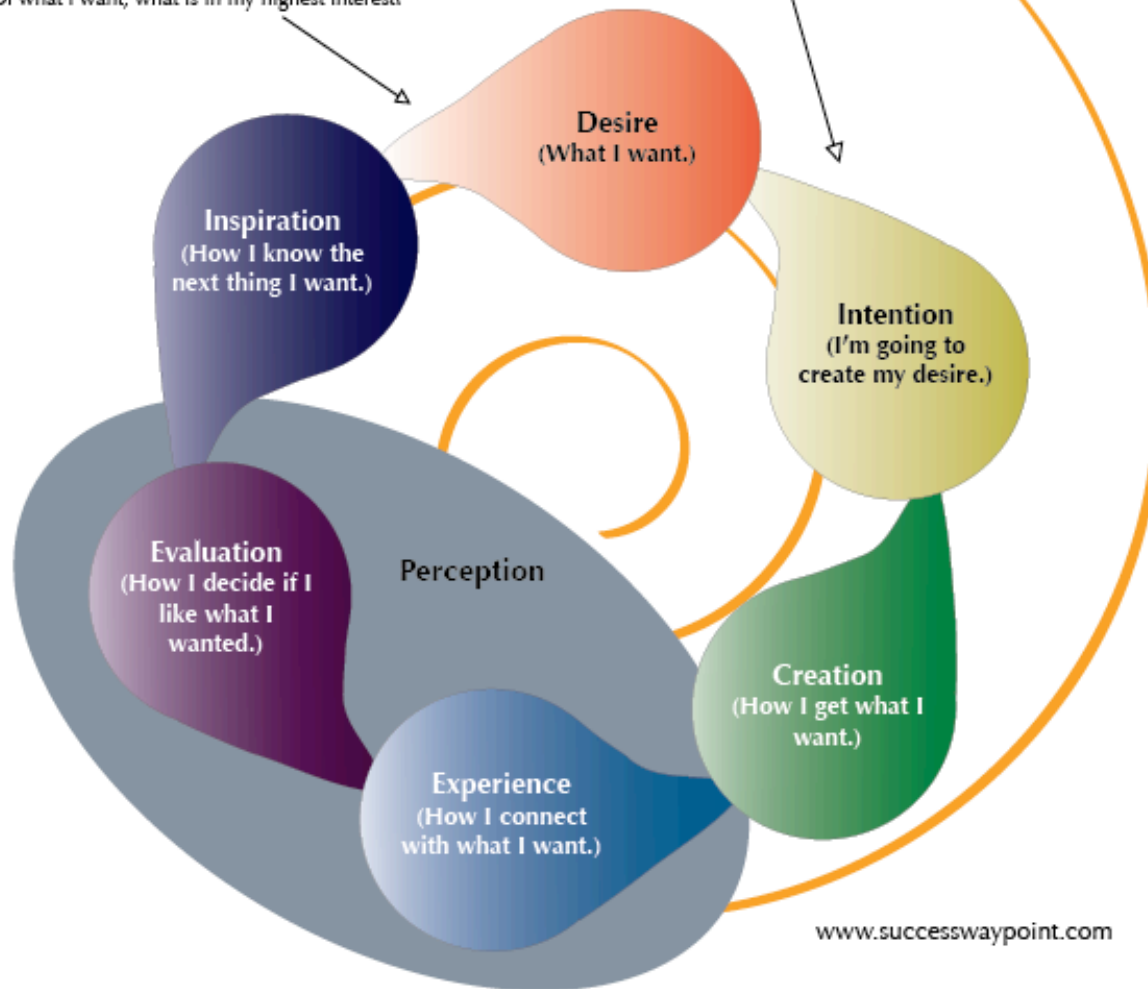 Of what I want, what is in my highest interest?
Desire
(What I want.)
Inspiration
(How I know the
next thing I want.)
Intention
(I'm going to
create my desire.)
Evaluation
(How I decide if I
like what I
wanted.)
Perception
Creation
(How I get what I
want.)
Experience
(How I connect
with what I want.)
www.successwaypoint.com